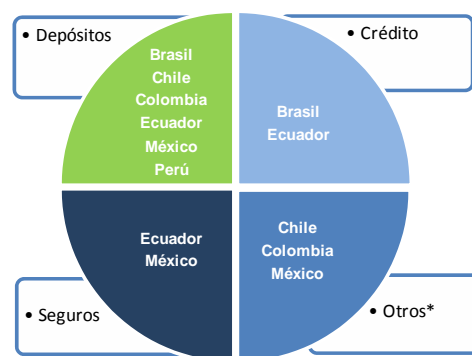 • Depósitos
• Crédito
Brasil
Chile
Colombia
Ecuador
México
Perú
Brasil
Ecuador
Ecuador
México
Chile
Colombia
México
• Seguros
• Otros*